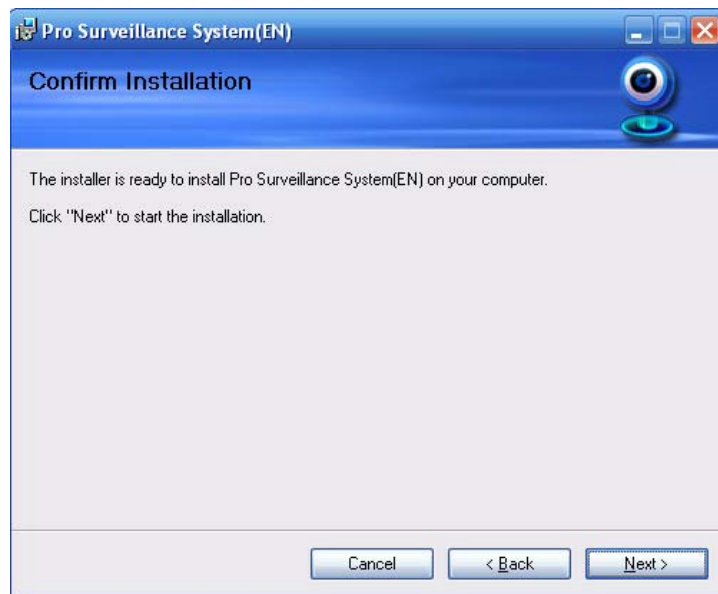 Pro Surveillance System(EN)
Confirm Installation
The installer is ready to install Pro Surveillance System(EN) on your computer.
Click "Next" to start the installation.
Cancel
< Back
Next >